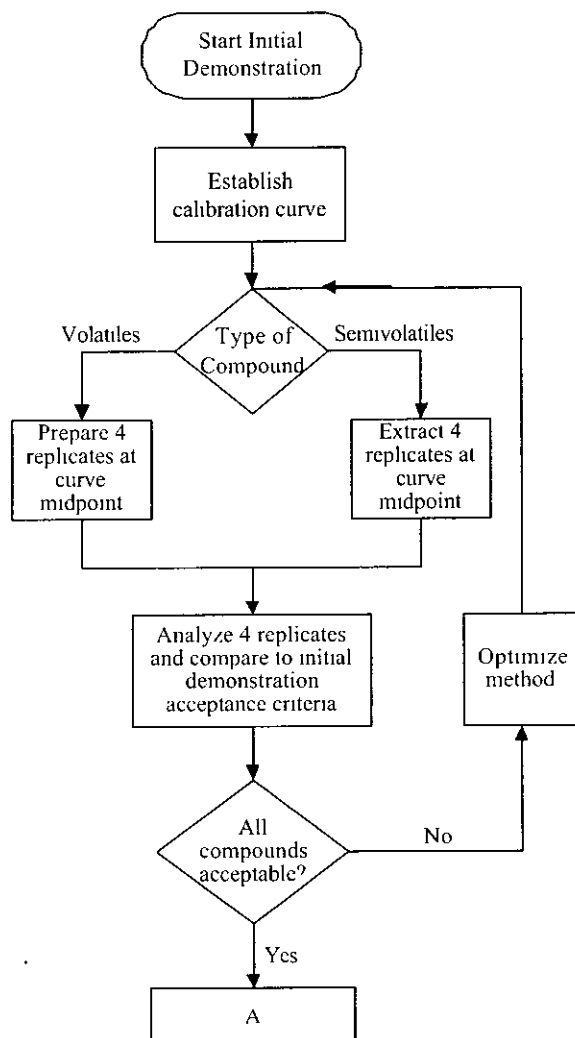 Start Initial
Demonstration
Establish
calibration curve
Type of
Compound
Volatiles
Semivolatiles
Prepare 4
replicates at
curve
midpoint
Extract 4
replicates at
curve
midpoint
Analyze 4 replicates
and compare to initial
demonstration
acceptance criteria
Optimize
method
All
compounds
acceptable?
No
Yes
A